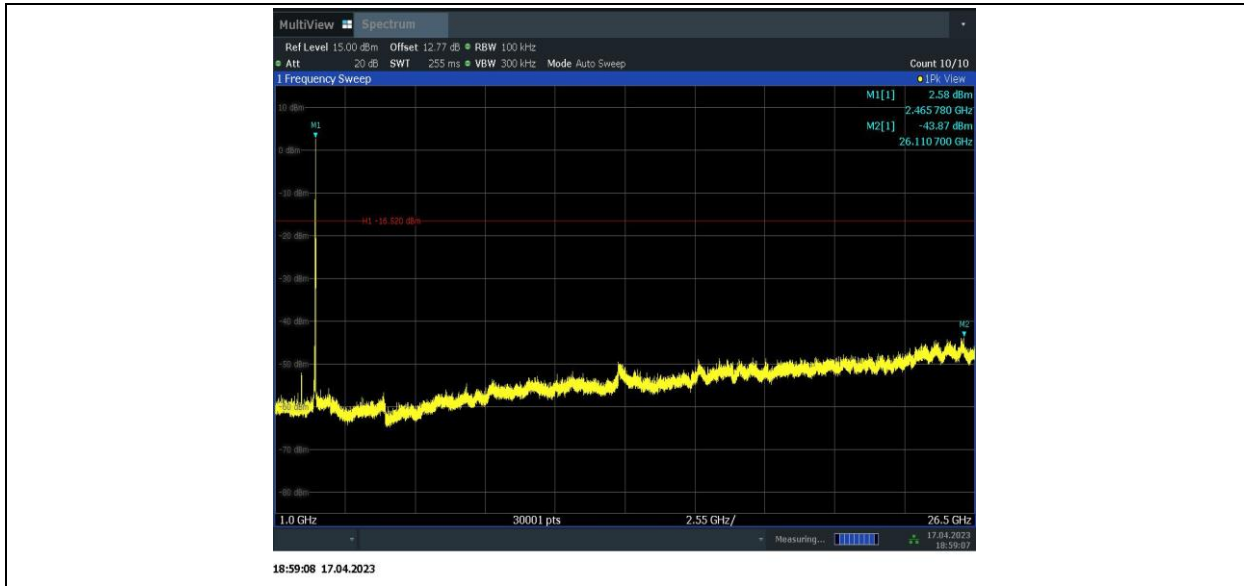 MultiView Spectrum
Ref Level 15.00 dBm Offset 12.77 dB RBW 100 kHz
Att 20 dB SWT 255 ms VBW 300 kHz Mode Auto Sweep Count 10/10
1 Frequency Sweep 1Pk View
M1[1] 2.58 dBm
2.465 780 GHz
M2[1] -43.87 dBm
26.110 700 GHz
10 dBm
M1
0 dBm
-10 dBm
H1 -16.520 dBm
-20 dBm
-30 dBm
-40 dBm
M2
-50 dBm
-60 dBm
-70 dBm
-80 dBm
1.0 GHz 30001 pts 2.55 GHz/ 26.5 GHz
Measuring... 17.04.2023
18:59:07
18:59:08 17.04.2023